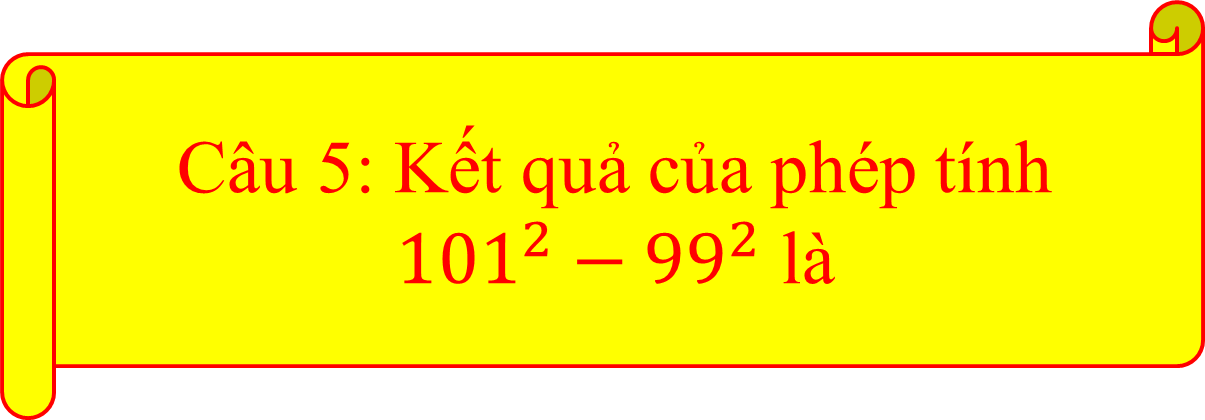 Câu 5: Kết quả của phép tính
101² − 99² là